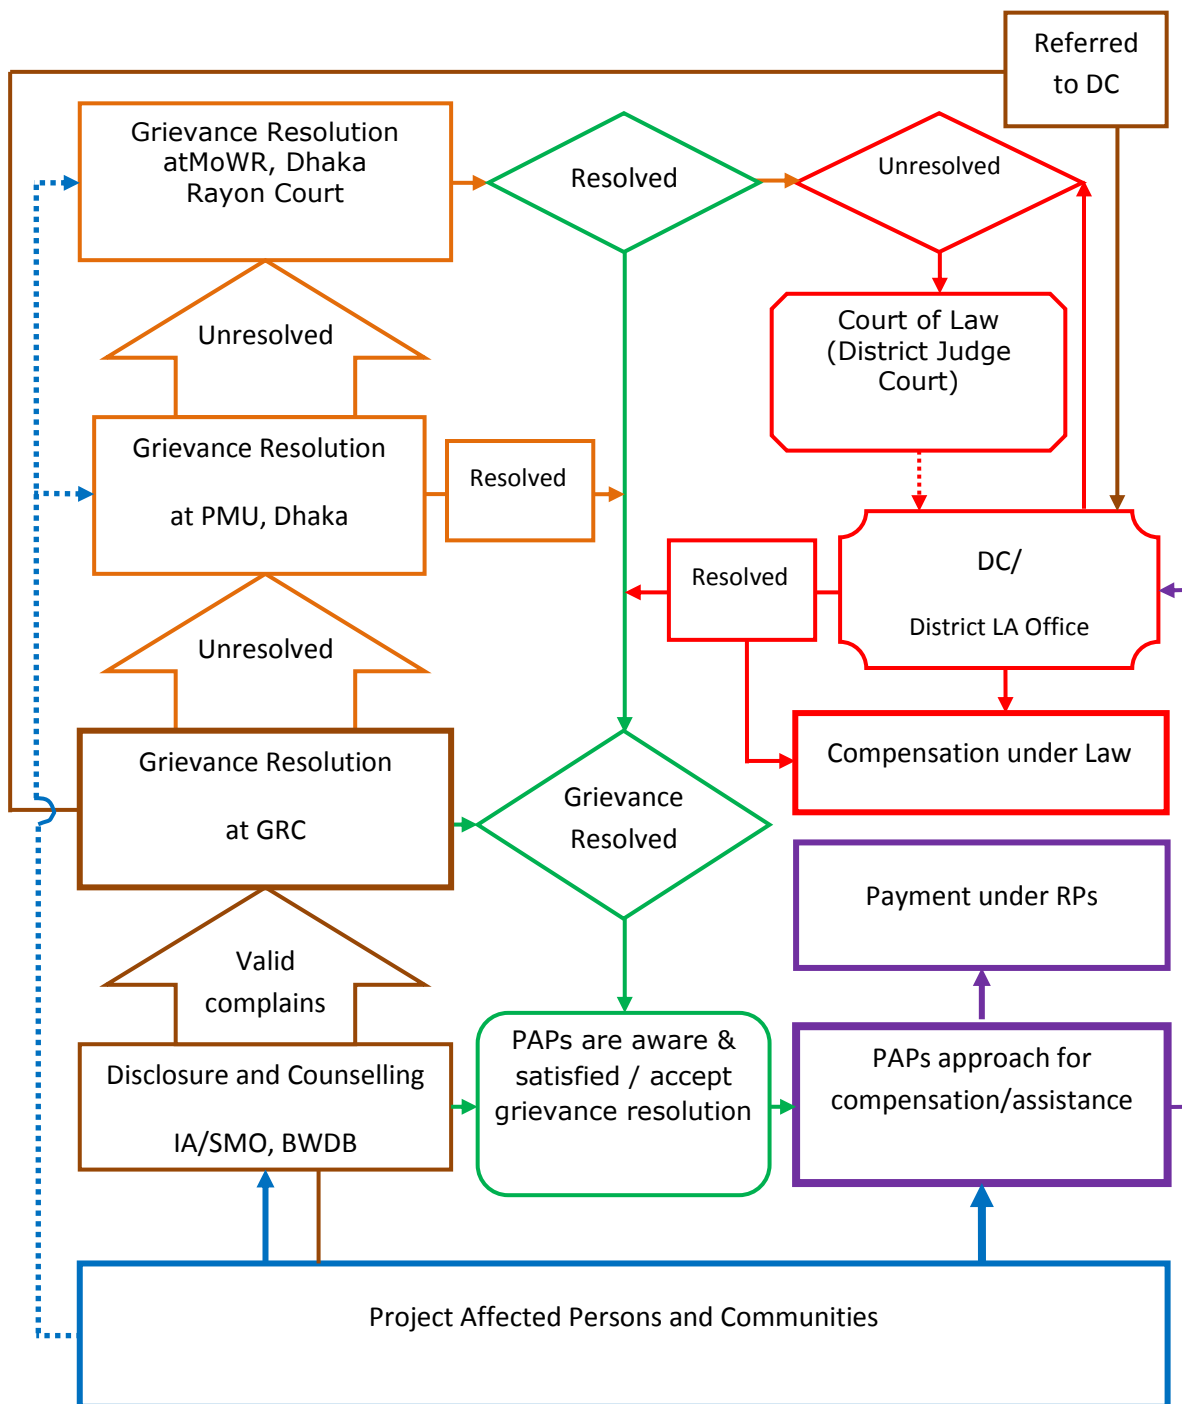 Referred
to DC
Grievance Resolution
atMoWR, Dhaka
Rayon Court
Resolved
Unresolved
Unresolved
Court of Law
(District Judge
Court)
Grievance Resolution
at PMU, Dhaka
Resolved
Resolved
DC/
District LA Office
Unresolved
Grievance Resolution
at GRC
Grievance
Resolved
Compensation under Law
Payment under RPs
Valid
complains
Disclosure and Counselling
IA/SMO, BWDB
PAPs are aware &
satisfied / accept
grievance resolution
PAPs approach for
compensation/assistance
Project Affected Persons and Communities